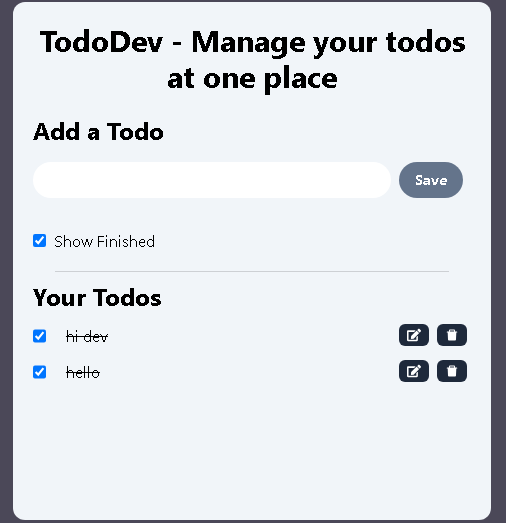 TodoDev - Manage your todos
at one place
Add a Todo
Save
Show Finished
Your Todos
hi dev
hello